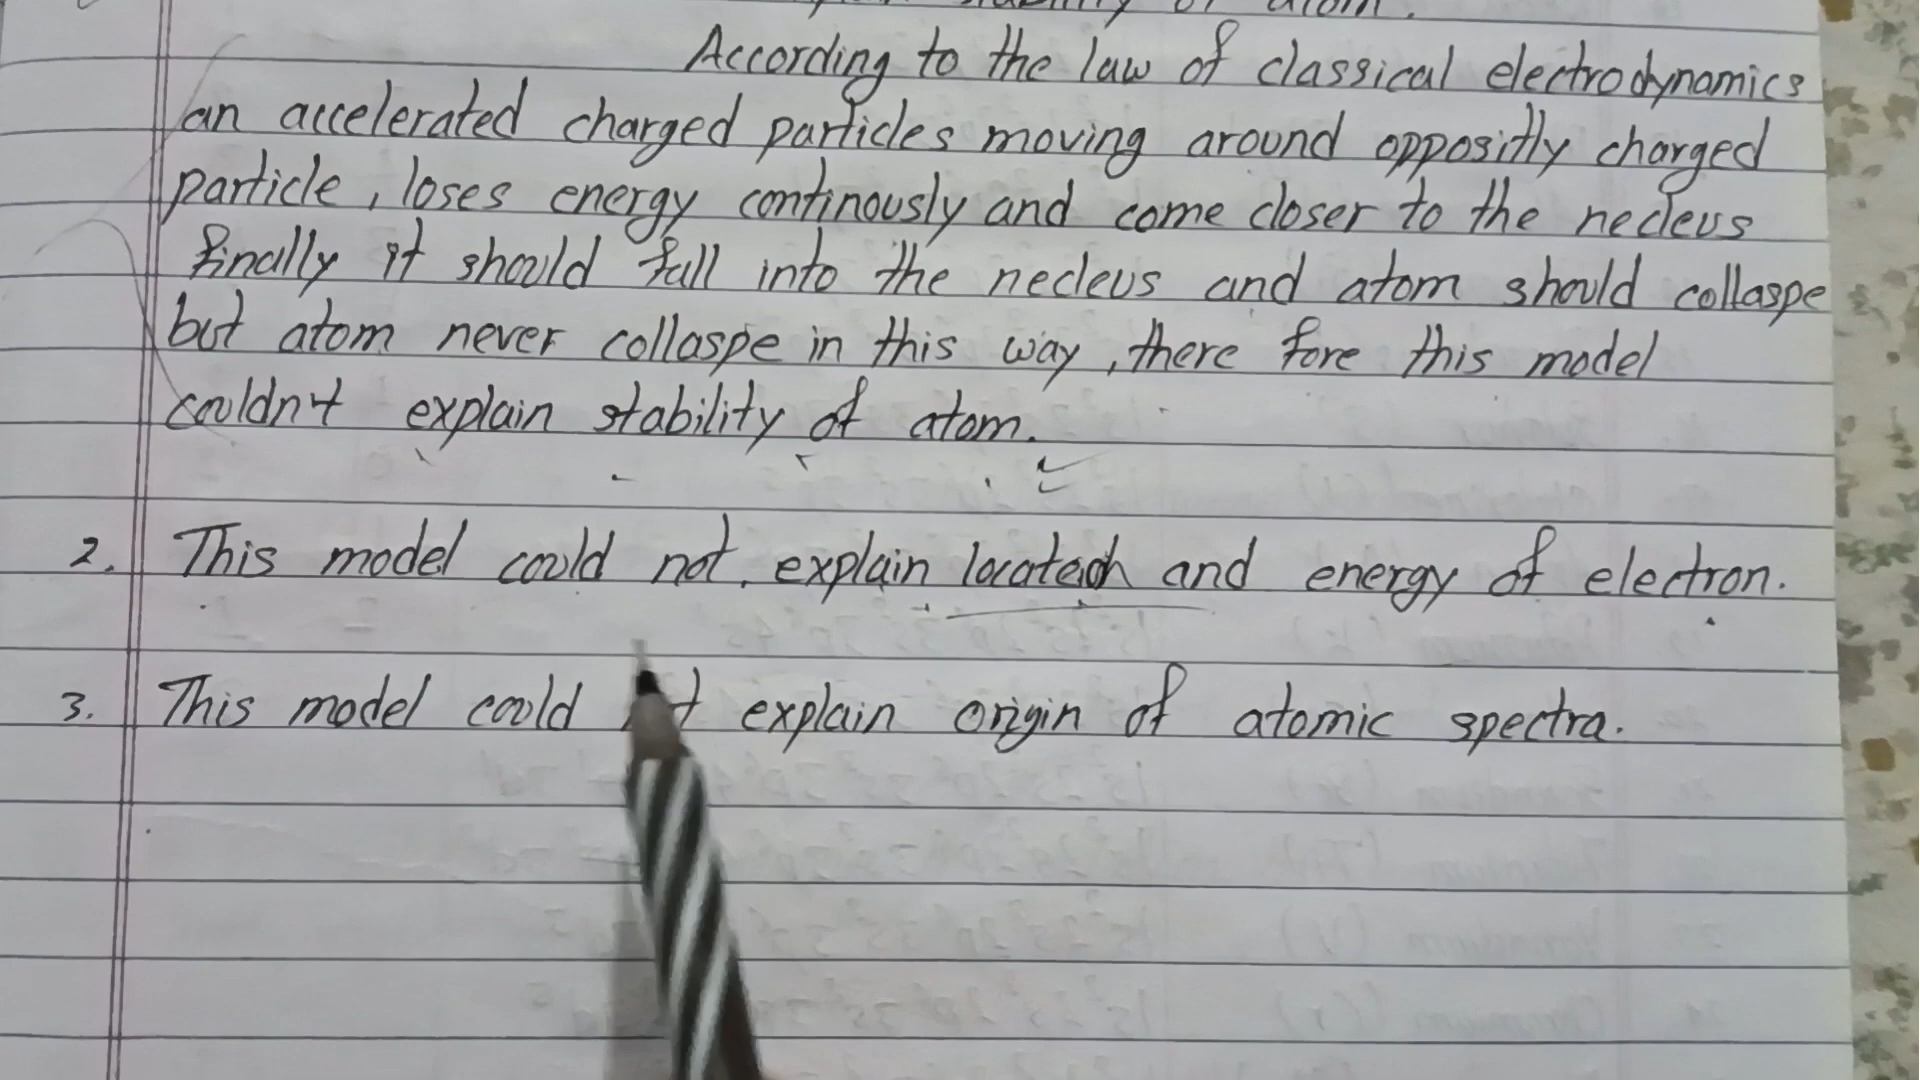 stability of atom.
According to the law of classical electrodynamics
an accelerated charged particles moving around oppositly charged
particle, loses energy continously and come closer to the necleus
finally it should fall into the necleus and atom should collaspe
but atom never collaspe in this way, there fore this model
couldn't explain stability of atom.
2. This model could not explain and energy of electron.
3. This model could explain origin of atomic spectra.